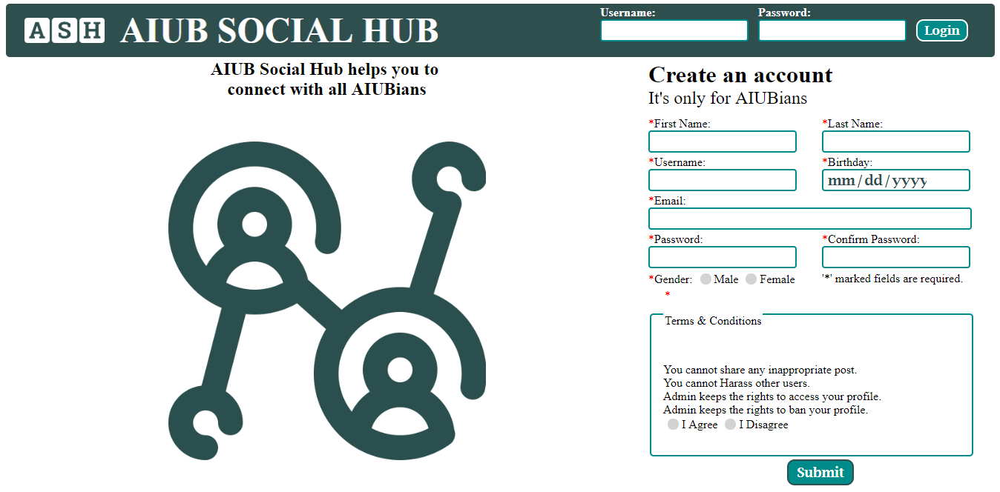 ASH AIUB SOCIAL HUB
Username: Password:
Login
AIUB Social Hub helps you to
connect with all AIUBians
Create an account
It's only for AIUBians
*First Name: *Last Name:
*Username: *Birthday:
mm/dd/yyyy
*Email:
*Password: *Confirm Password:
*Gender: Male Female '*' marked fields are required.
*
Terms & Conditions
You cannot share any inappropriate post.
You cannot Harass other users.
Admin keeps the rights to access your profile.
Admin keeps the rights to ban your profile.
I Agree I Disagree
Submit